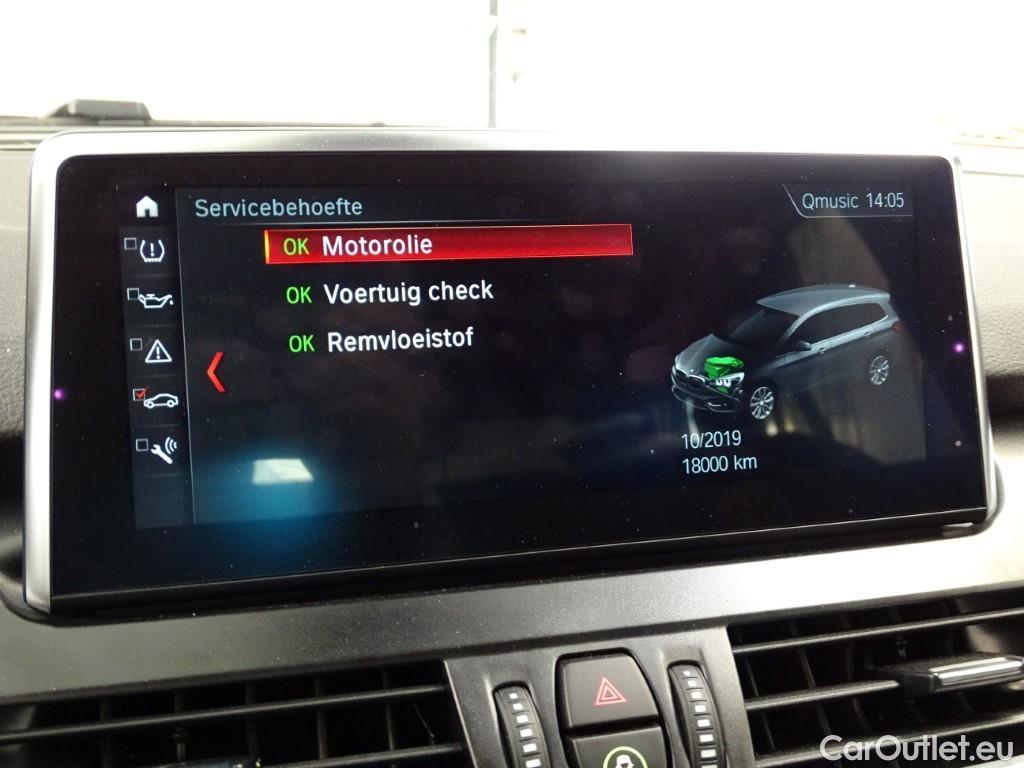 Servicebehoefte
Qmusic 14:05
OK Motorolie
OK Voertuig check
OK Remvloeistof
10/2019
18000 km
CarOutlet.eu